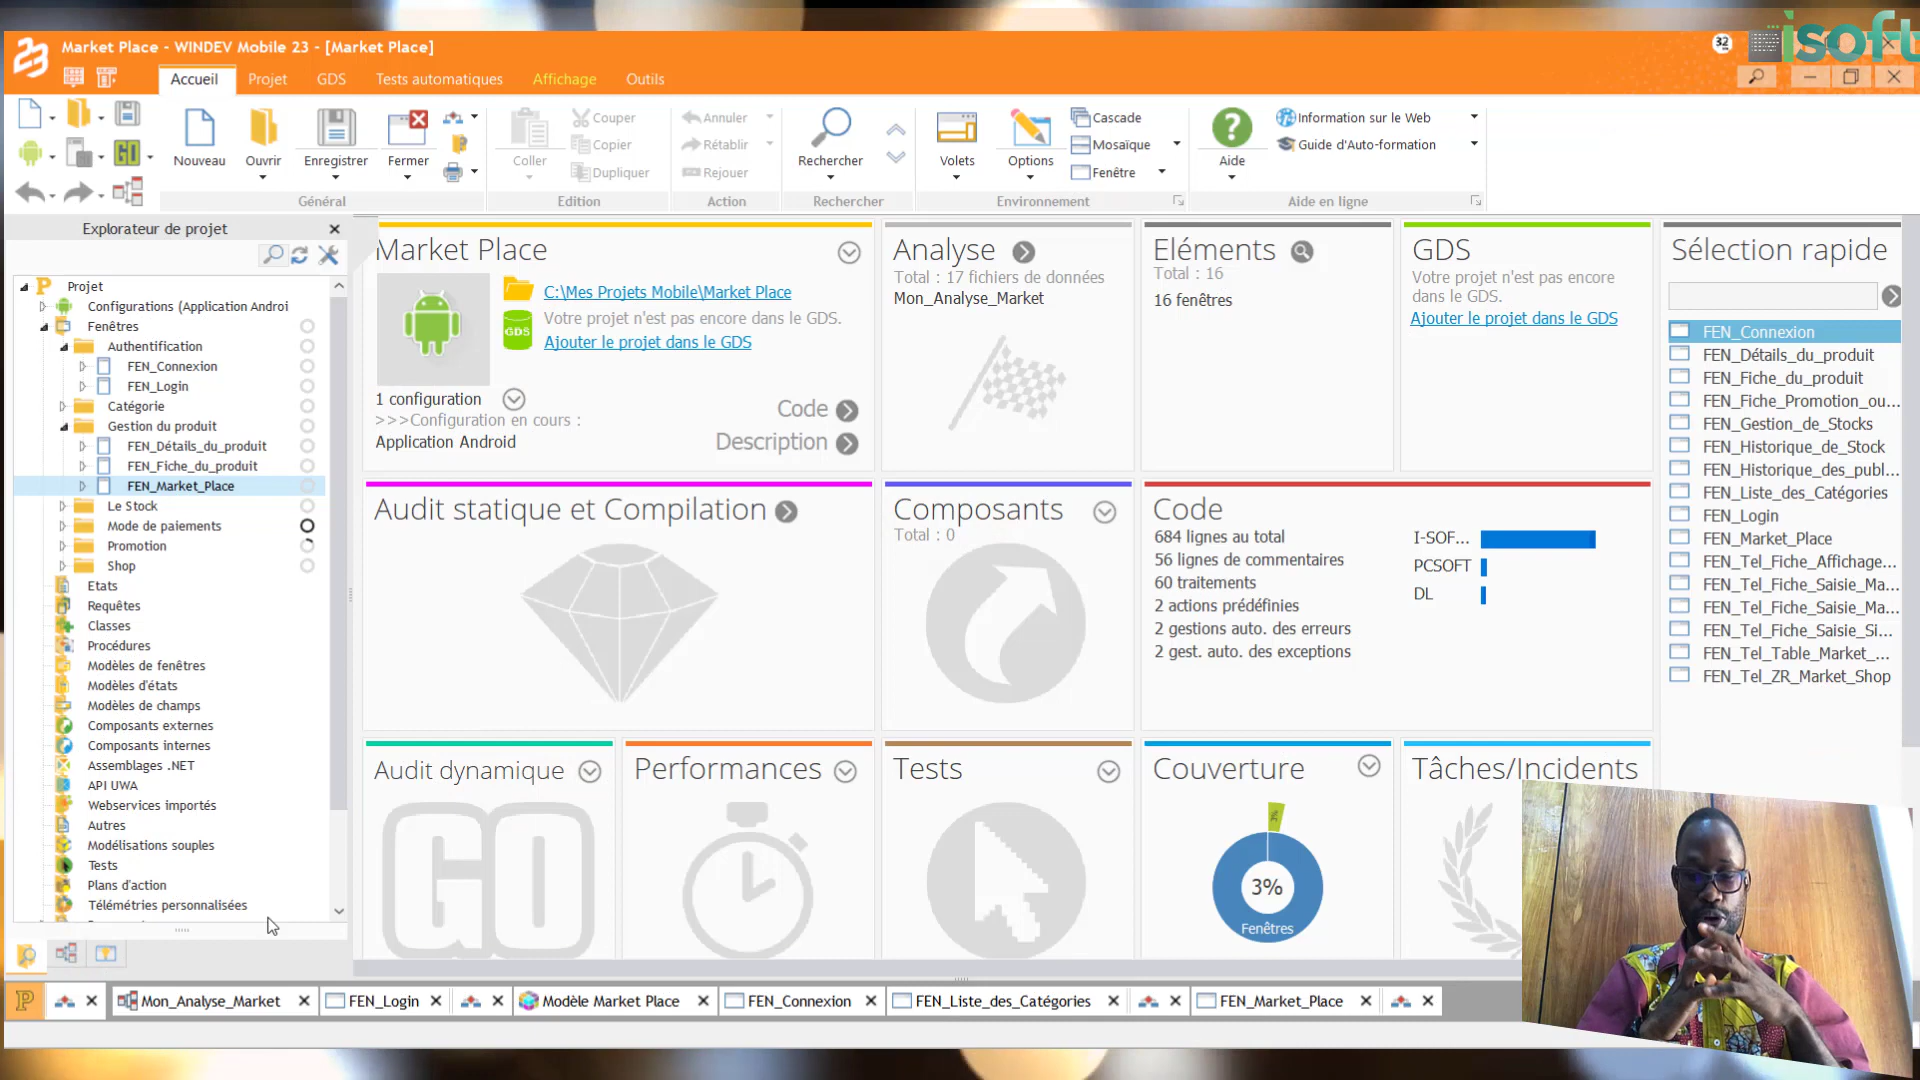 isoft
Market Place - WINDEV Mobile 23 - [Market Place]
32
Accueil
Projet
GDS
Tests automatiques
Affichage
Outils
Nouveau
Ouvrir
Enregistrer
Fermer
Général
Coller
Couper
Copier
Dupliquer
Edition
Annuler
Rétablir
Rejouer
Action
Rechercher
Rechercher
Volets
Options
Cascade
Mosaïque
Fenêtre
Environnement
Aide
Information sur le Web
Guide d'Auto-formation
Aide en ligne
GO
Explorateur de projet
Projet
Configurations (Application Androi
Fenêtres
Authentification
FEN_Connexion
FEN_Login
Catégorie
Gestion du produit
FEN_Détails_du_produit
FEN_Fiche_du_produit
FEN_Market_Place
Le Stock
Mode de paiements
Promotion
Shop
Etats
Requêtes
Classes
Procédures
Modèles de fenêtres
Modèles d'états
Modèles de champs
Composants externes
Composants internes
Assemblages .NET
API UWA
Webservices importés
Autres
Modélisations souples
Tests
Plans d'action
Télémétries personnalisées
Market Place
C:\Mes Projets Mobile\Market Place
GDS
Votre projet n'est pas encore dans le GDS.
Ajouter le projet dans le GDS
1 configuration
>>>Configuration en cours :
Application Android
Code
Description
Analyse
Total : 17 fichiers de données
Mon_Analyse_Market
Eléments
Total : 16
16 fenêtres
GDS
Votre projet n'est pas encore
dans le GDS.
Ajouter le projet dans le GDS
Sélection rapide
FEN_Connexion
FEN_Détails_du_produit
FEN_Fiche_du_produit
FEN_Fiche_Promotion_ou...
FEN_Gestion_de_Stocks
FEN_Historique_de_Stock
FEN_Historique_des_publ...
FEN_Liste_des_Catégories
FEN_Login
FEN_Market_Place
FEN_Tel_Fiche_Affichage...
FEN_Tel_Fiche_Saisie_Ma...
FEN_Tel_Fiche_Saisie_Ma...
FEN_Tel_Fiche_Saisie_Si...
FEN_Tel_Table_Market_...
FEN_Tel_ZR_Market_Shop
Audit statique et Compilation
Composants
Total : 0
Code
684 lignes au total
56 lignes de commentaires
60 traitements
2 actions prédéfinies
2 gestions auto. des erreurs
2 gest. auto. des exceptions
I-SOF...
PCSOFT
DL
Audit dynamique
GO
Performances
Tests
Couverture
3%
Fenêtres
Tâches/Incidents
Mon_Analyse_Market
FEN_Login
Modèle Market Place
FEN_Connexion
FEN_Liste_des_Catégories
FEN_Market_Place